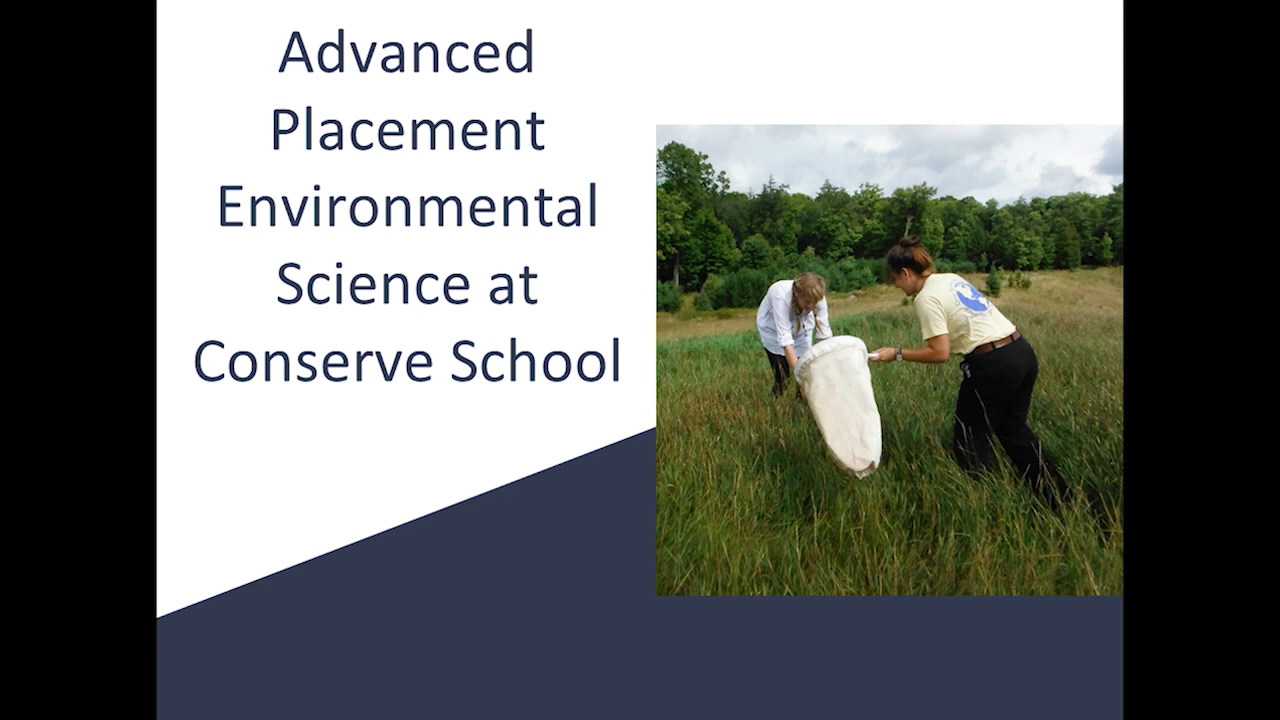 Advanced
Placement
Environmental
Science at
Conserve School